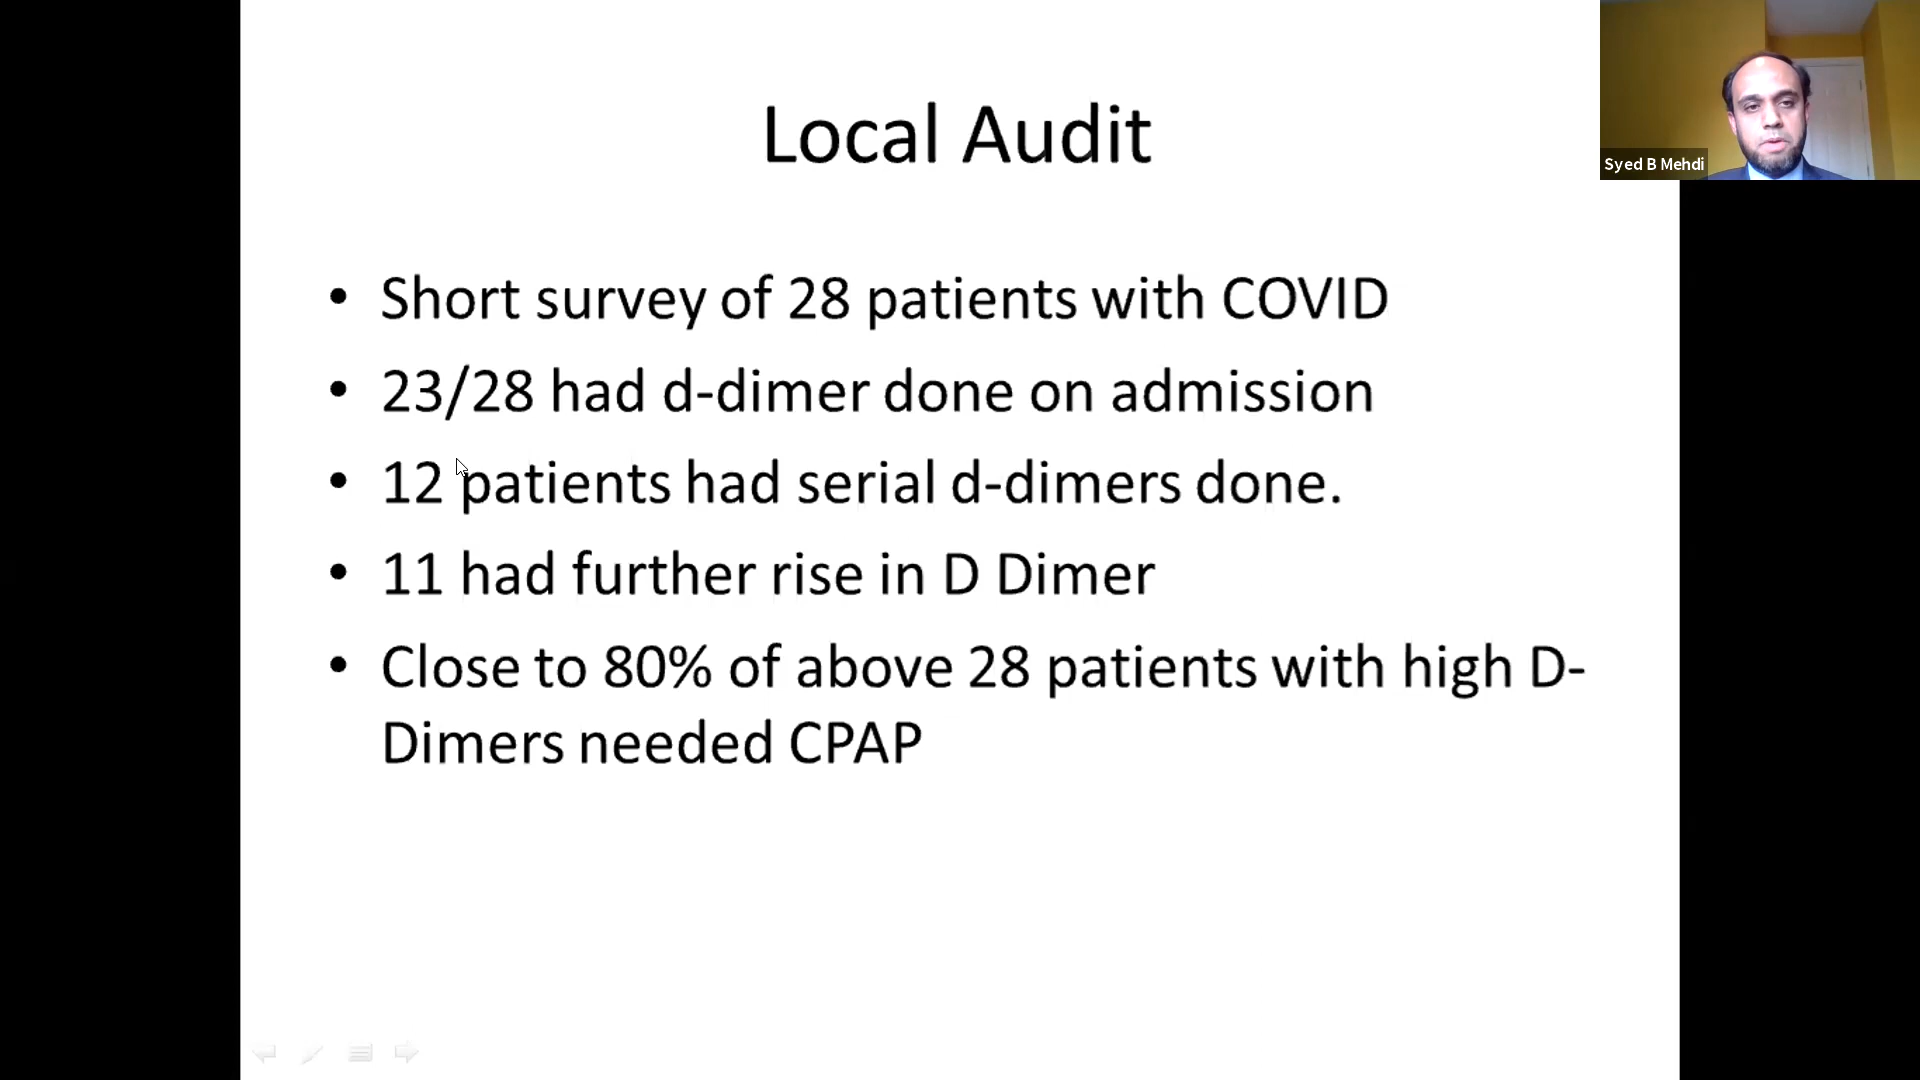 Local Audit
Syed B Mehdi
• Short survey of 28 patients with COVID
• 23/28 had d-dimer done on admission
• 12 patients had serial d-dimers done.
• 11 had further rise in D Dimer
• Close to 80% of above 28 patients with high D-
Dimers needed CPAP